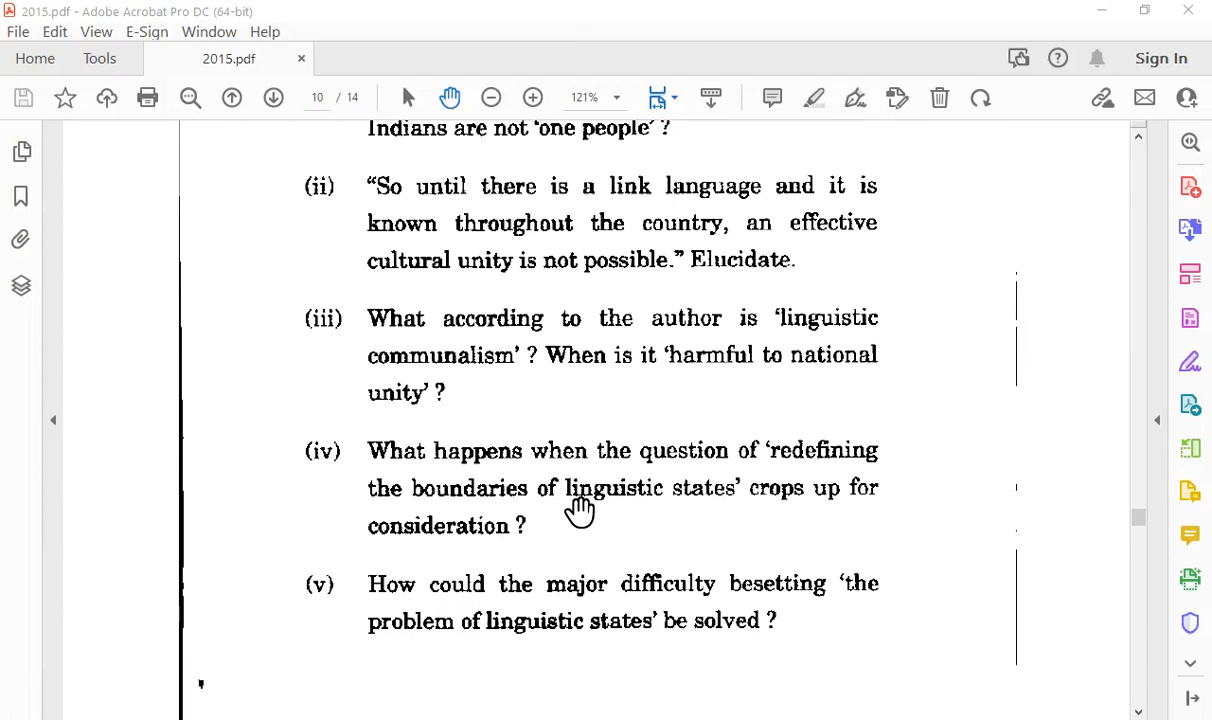 2015.pdf - Adobe Acrobat Pro DC (64-bit)
File Edit View E-Sign Window Help
Home Tools 2015.pdf × Sign In
10 / 14 121%
Indians are not 'one people' ?
(ii) "So until there is a link language and it is
known throughout the country, an effective
cultural unity is not possible." Elucidate.
(iii) What according to the author is 'linguistic
communalism' ? When is it 'harmful to national
unity' ?
(iv) What happens when the question of 'redefining
the boundaries of linguistic states' crops up for
consideration ?
(v) How could the major difficulty besetting 'the
problem of linguistic states' be solved ?